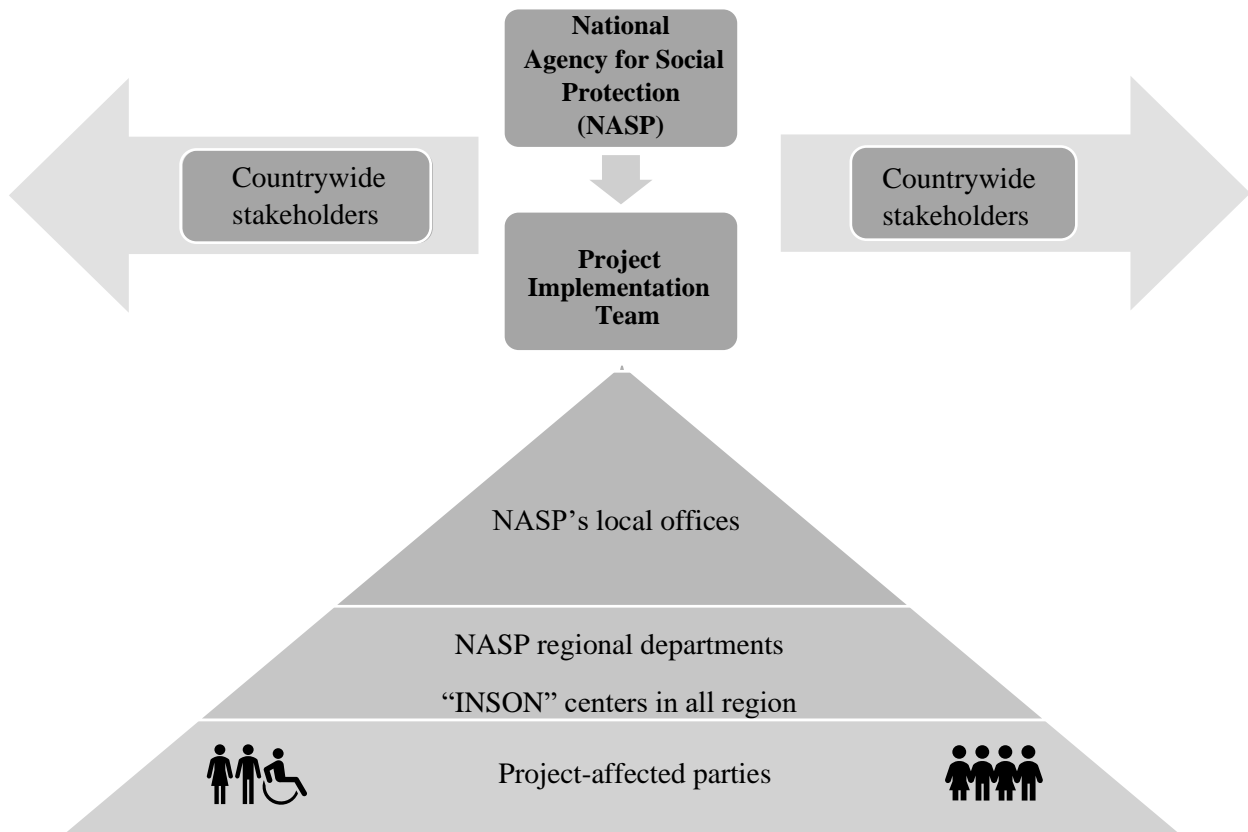 National
Agency for Social
Protection
(NASP)
Countrywide
stakeholders
Countrywide
stakeholders
Project
Implementation
Team
NASP’s local offices
NASP regional departments
“INSON” centers in all region
Project-affected parties